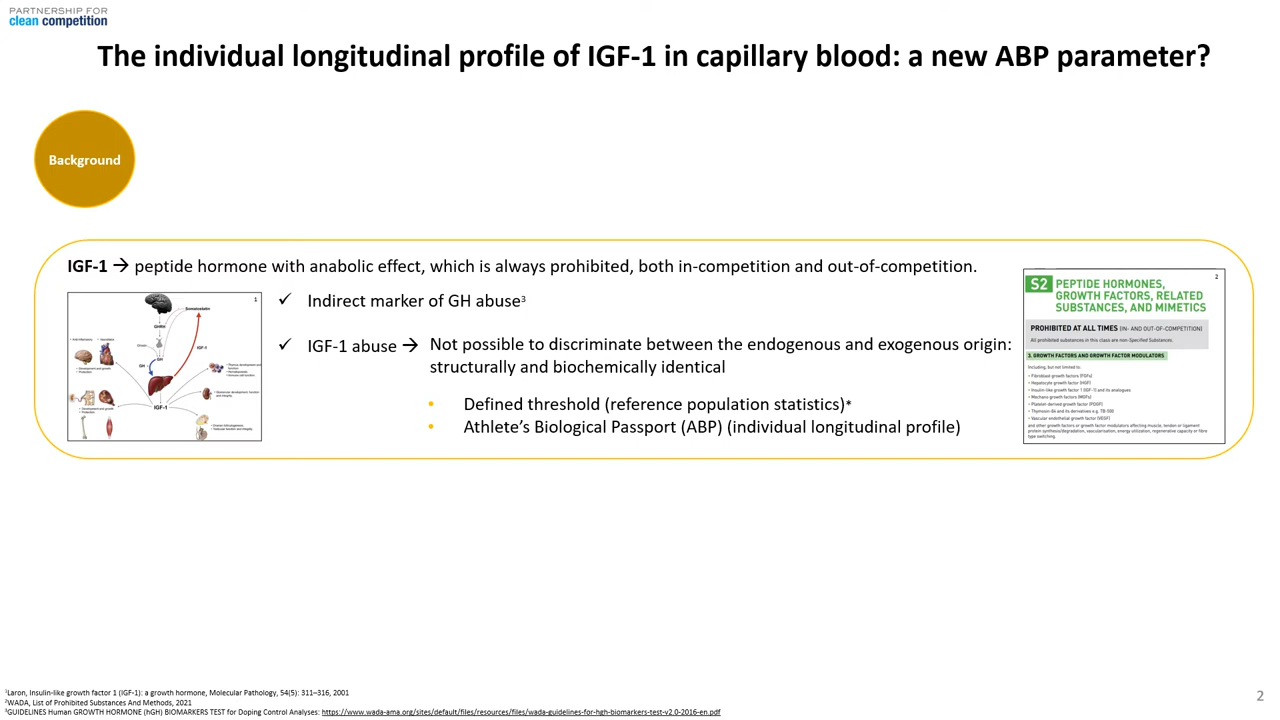 PARTNERSHIP FOR
clean competition
The individual longitudinal profile of IGF-1 in capillary blood: a new ABP parameter?
Background
IGF-1 → peptide hormone with anabolic effect, which is always prohibited, both in-competition and out-of-competition.
1
Somatostatin
GHRH
GH
GH
IGF-1
IGF-1
✓ Indirect marker of GH abuse3
✓ IGF-1 abuse → Not possible to discriminate between the endogenous and exogenous origin:
structurally and biochemically identical
• Defined threshold (reference population statistics)*
• Athlete's Biological Passport (ABP) (individual longitudinal profile)
2
S2 PEPTIDE HORMONES,
GROWTH FACTORS, RELATED
SUBSTANCES, AND MIMETICS
PROHIBITED AT ALL TIMES (IN- AND OUT-OF-COMPETITION)
All prohibited substances in this class are non-Specified Substances.
3. GROWTH FACTORS AND GROWTH FACTOR MODULATORS
Including, but not limited to:
• Fibroblast growth factors (FGFs)
• Hepatocyte growth factor (HGF)
• Insulin-like growth factor 1 (IGF-1) and its analogues
• Mechano growth factors (MGFs)
• Platelet-derived growth factor (PDGF)
• Thymosin-β4 and its derivatives e.g. TB-500
• Vascular endothelial growth factor (VEGF)
and other growth factors or growth factor modulators affecting muscle, tendon or ligament
protein synthesis/degradation, vascularisation, energy utilization, regenerative capacity or fibre
type switching.
1Laron, Insulin-like growth factor 1 (IGF-1): a growth hormone, Molecular Pathology, 54(5): 311–316, 2001
2WADA, List of Prohibited Substances And Methods, 2021
3GUIDELINES Human GROWTH HORMONE (hGH) BIOMARKERS TEST for Doping Control Analyses: https://www.wada-ama.org/sites/default/files/resources/files/wada-guidelines-for-hgh-biomarkers-test-v2.0-2016-en.pdf
2